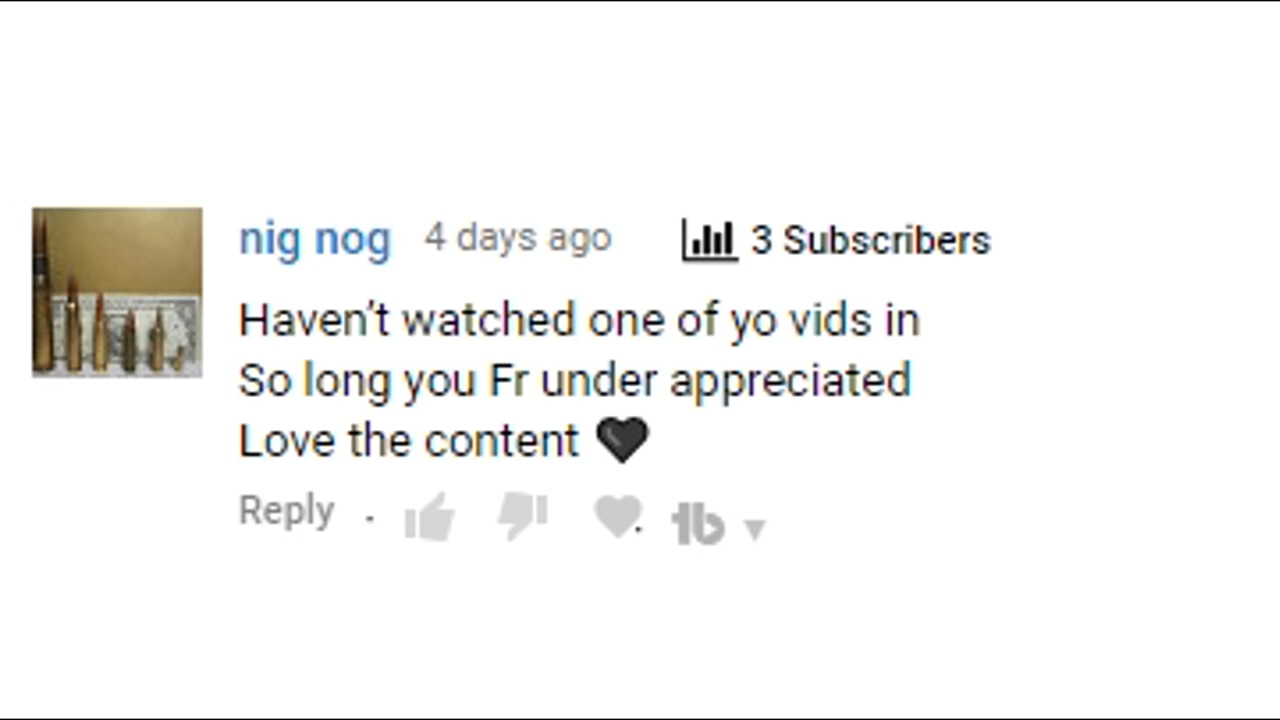 nig nog 4 days ago 3 Subscribers
Haven't watched one of yo vids in
So long you Fr under appreciated
Love the content 🖤
Reply · tb